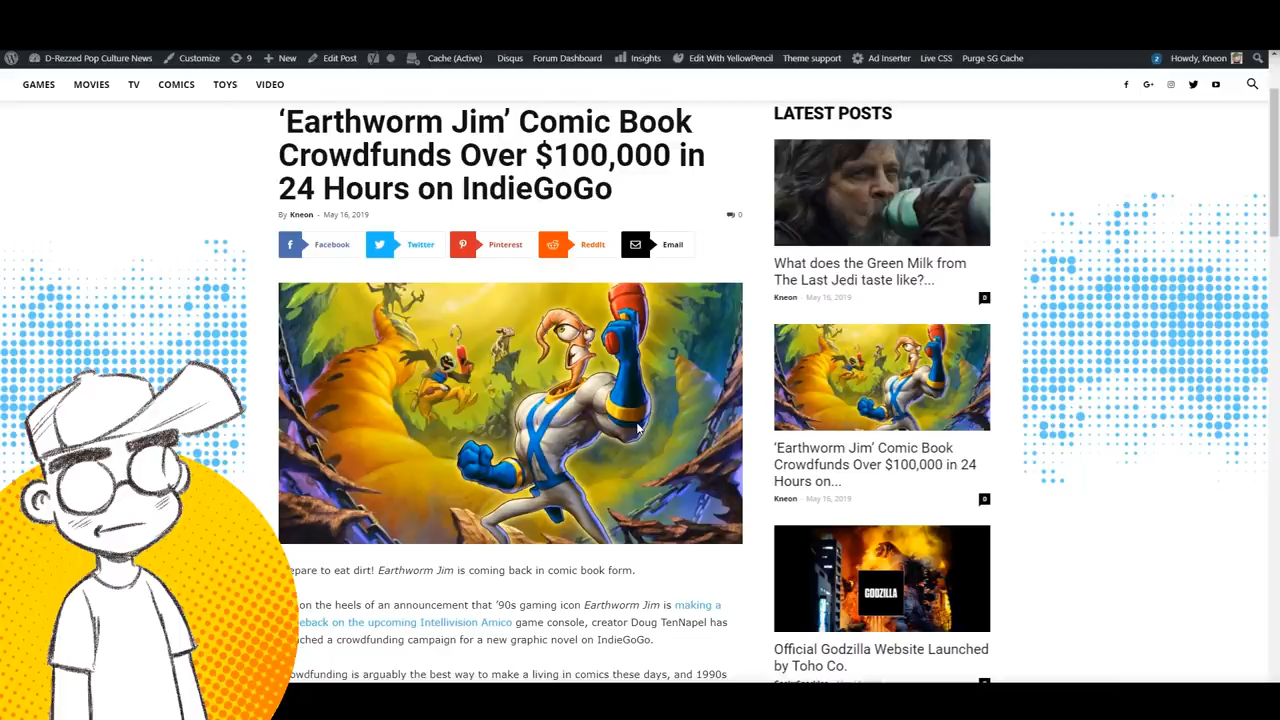 D-Rezzed Pop Culture News Customize 9 New Edit Post Cache (Active) Disqus Forum Dashboard Insights Edit With YellowPencil Theme support Ad Inserter Live CSS Purge SG Cache 2 Howdy, Kneon
GAMES MOVIES TV COMICS TOYS VIDEO
‘Earthworm Jim’ Comic Book
Crowdfunds Over $100,000 in
24 Hours on IndieGoGo
By Kneon - May 16, 2019 0
Facebook Twitter Pinterest Reddit Email
epare to eat dirt! Earthworm Jim is coming back in comic book form.
on the heels of an announcement that ’90s gaming icon Earthworm Jim is making a
eback on the upcoming Intellivision Amico game console, creator Doug TenNapel has
ched a crowdfunding campaign for a new graphic novel on IndieGoGo.
owdfunding is arguably the best way to make a living in comics these days, and 1990s
LATEST POSTS
What does the Green Milk from
The Last Jedi taste like?...
Kneon - May 16, 2019 0
‘Earthworm Jim’ Comic Book
Crowdfunds Over $100,000 in 24
Hours on...
Kneon - May 16, 2019 0
GODZILLA
Official Godzilla Website Launched
by Toho Co.